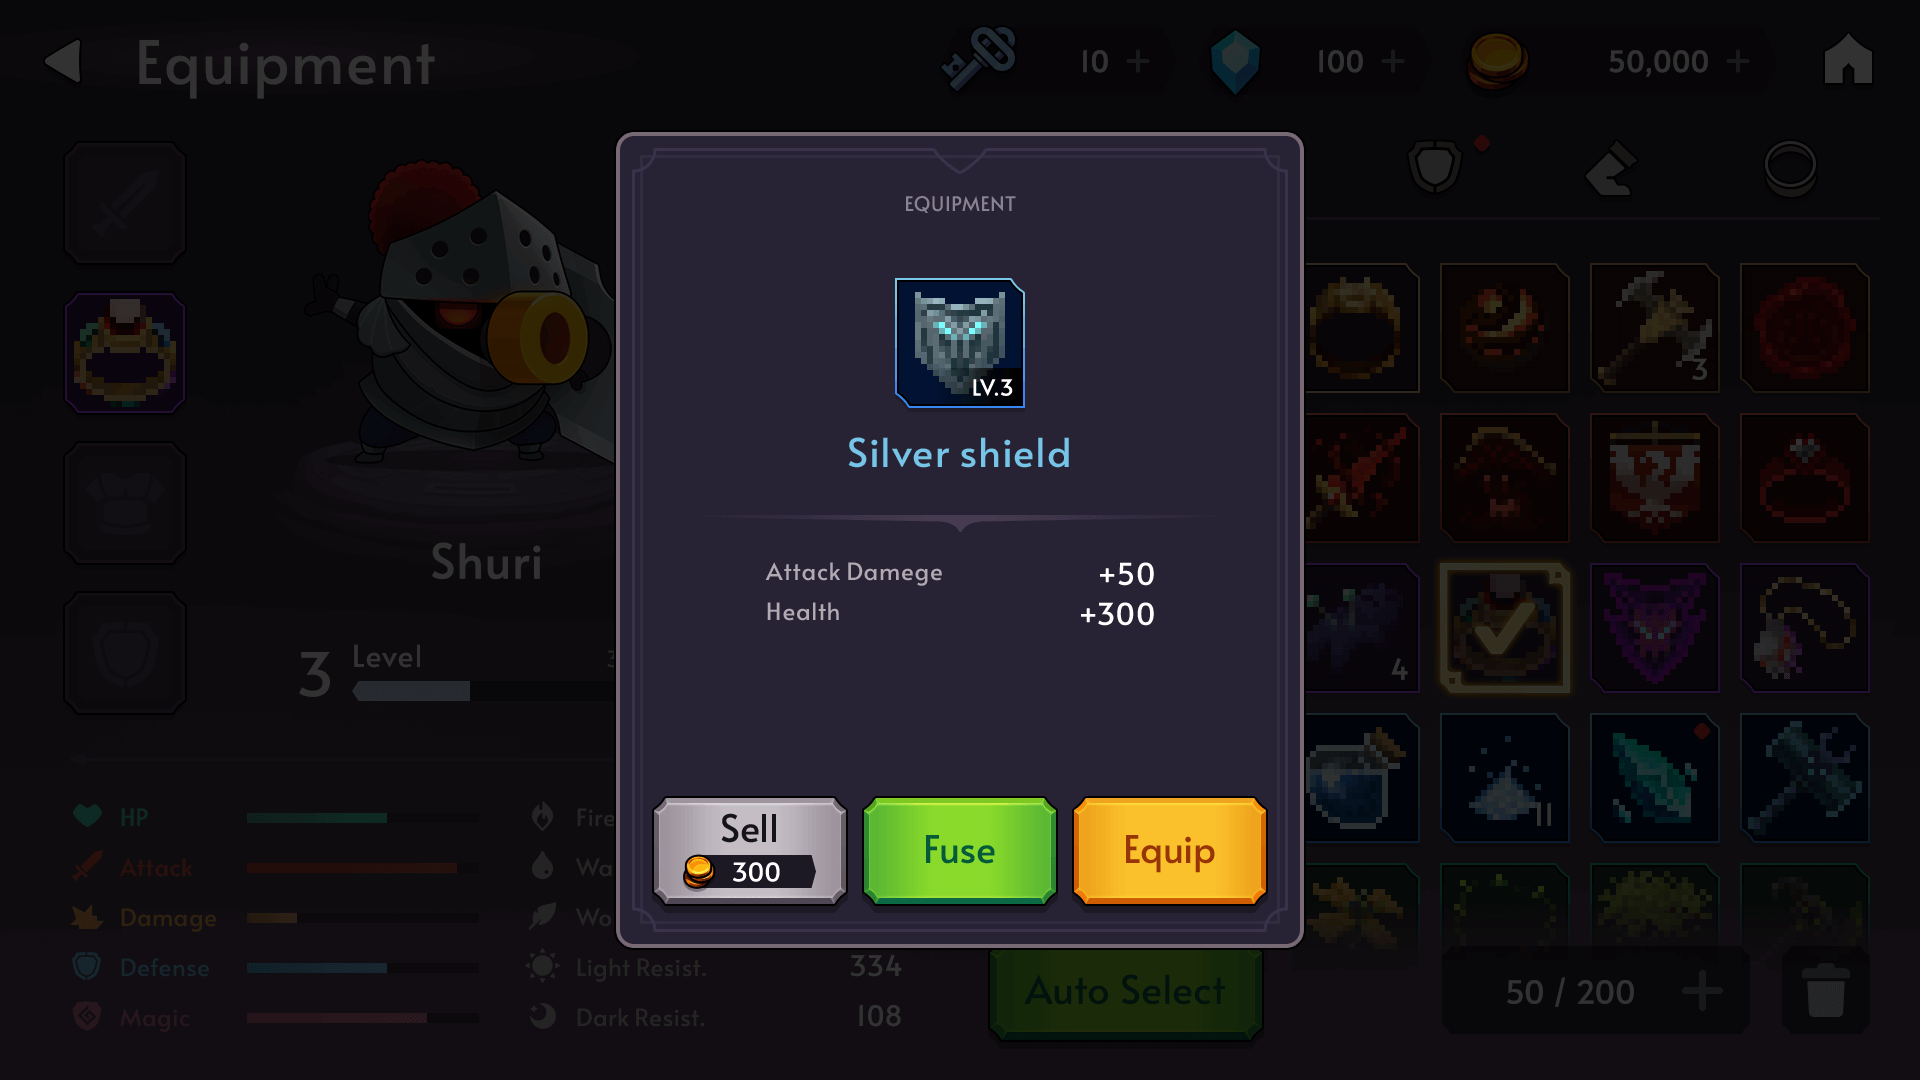 Equipment
10
100
50,000
EQUIPMENT
LV.3
Silver shield
Attack Damege +50
Health +300
Sell
300
Fuse
Equip
Shuri
3 Level
HP
Attack
Damage
Defense
Magic
Fire
Light Resist. 334
Dark Resist. 108
3
4
11
Auto Select
50 / 200